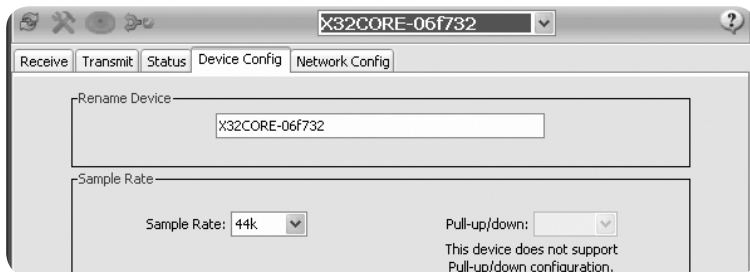 X32CORE-06f732
Receive Transmit Status Device Config Network Config
Rename Device
X32CORE-06f732
Sample Rate
Sample Rate: 44k Pull-up/down:
This device does not support
Pull-up/down configuration.